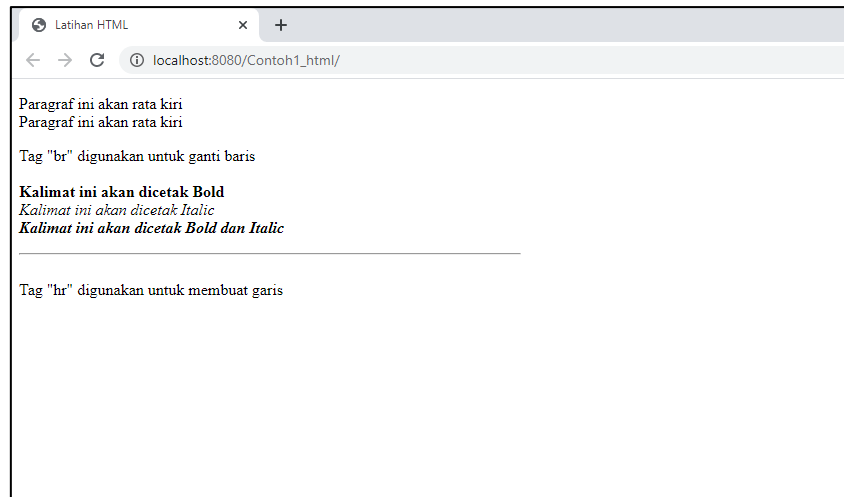 Latihan HTML
localhost:8080/Contoh1_html/
Paragraf ini akan rata kiri
Paragraf ini akan rata kiri
Tag "br" digunakan untuk ganti baris
Kalimat ini akan dicetak Bold
Kalimat ini akan dicetak Italic
Kalimat ini akan dicetak Bold dan Italic
Tag "hr" digunakan untuk membuat garis